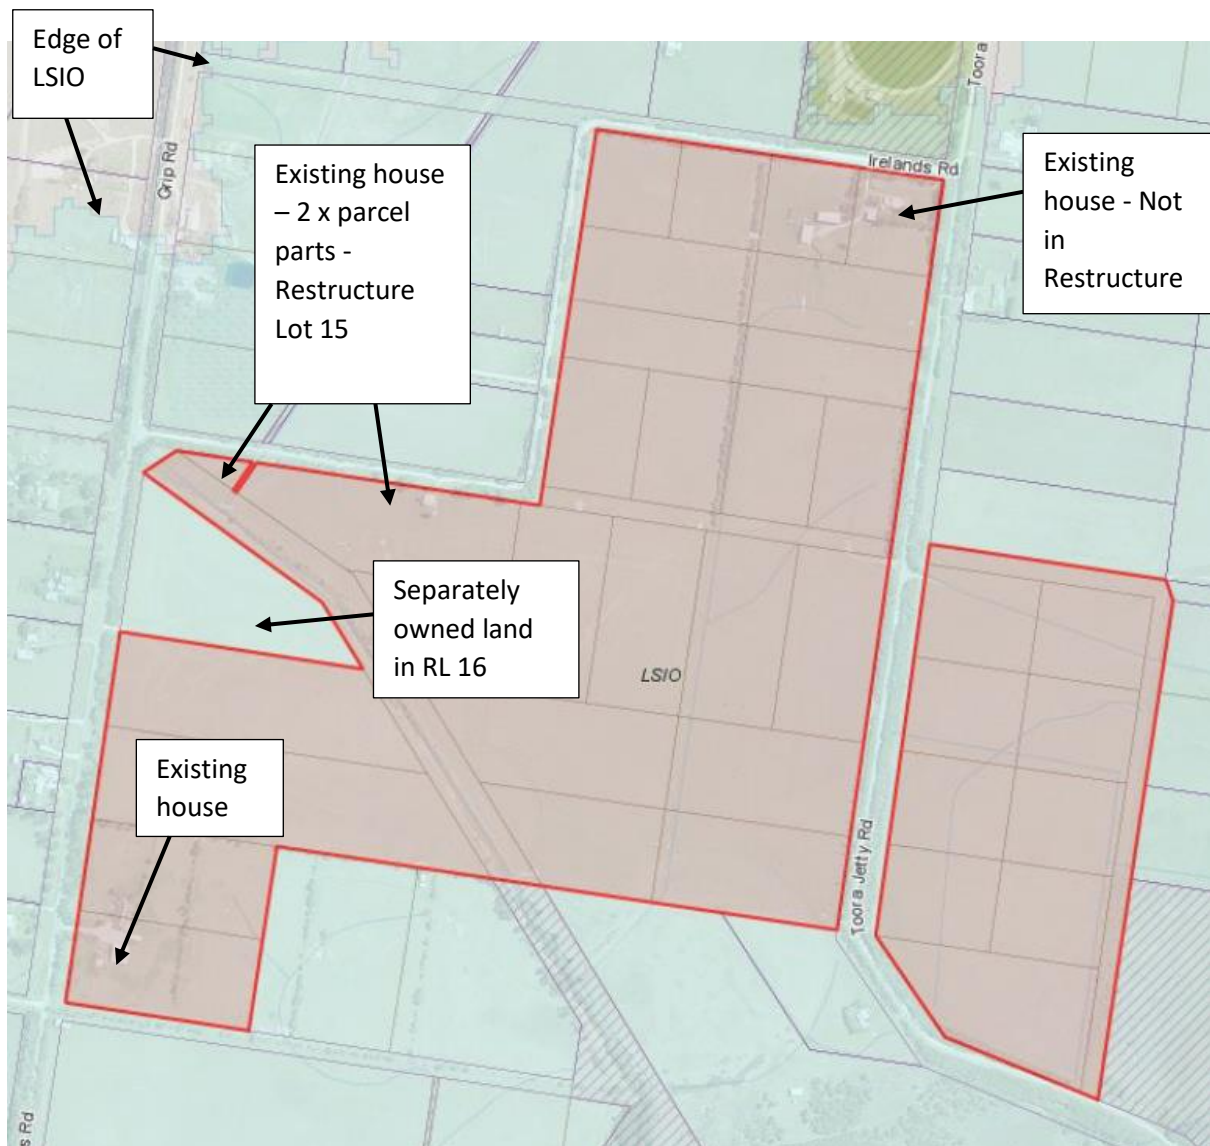 Edge of
LSIO
Toora
Grip Rd
Existing house
– 2 x parcel
parts -
Restructure
Lot 15
Irelands Rd
Existing
house - Not
in
Restructure
Separately
owned land
in RL 16
LSIO
Existing
house
Toora Jetty Rd
s Rd